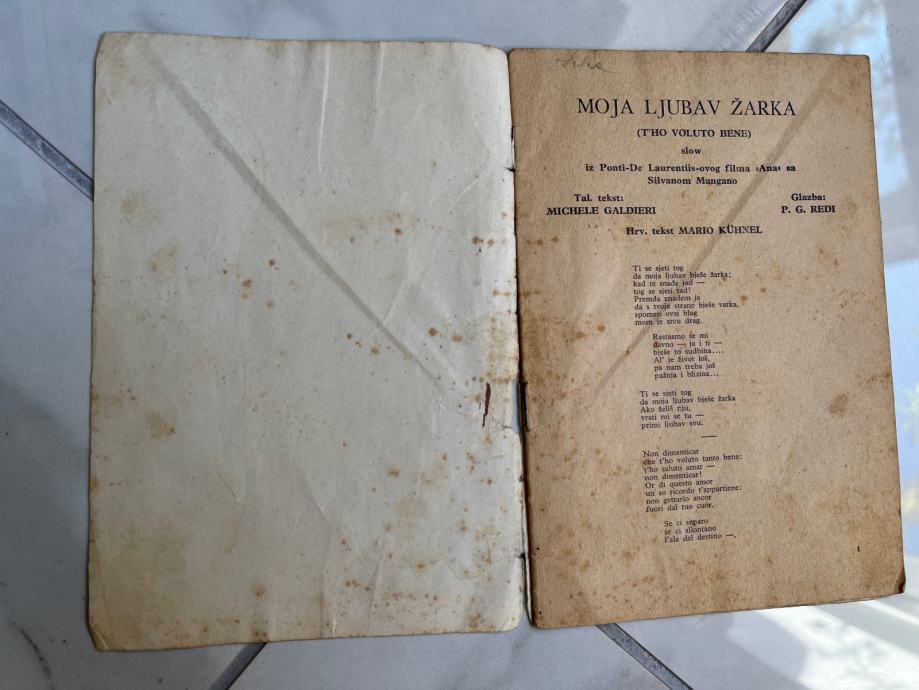 MOJA LJUBAV ŽARKA
(T'HO VOLUTO BENE)
slow
iz Ponti-De Laurentiis-ovog filma »Ana« sa
Silvanom Mangano
Tal. tekst:
MICHELE GALDIERI
Glazba:
P. G. REDI
Hrv. tekst MARIO KÜHNEL
Ti se sjeti tog
da moja ljubav bješe žarka;
kad te snađe jad —
tog se sjeti tad!
Premda znadem ja
da s tvoje strane bješe varka,
spomen ovaj blag
mom je srcu drag.
Rastasmo se mi
davno — ja i ti —
bješe to sudbina....
Al' je život loš,
pa nam treba još
pažnja i blizina...
Ti se sjeti tog
da moja ljubav bješe žarka
Ako želiš nju,
vrati mi se tu —
primi ljubav svu.
Non dimenticar
che t'ho voluto tanto bene:
t'ho saluto amar —
non dimenticar!
Or di questo amor
un so ricordo t'appartiene:
non gettarlo ancor
fuori dal tuo cuor.
Se ci separo
se ci allontano
l'ala del destino —,
1